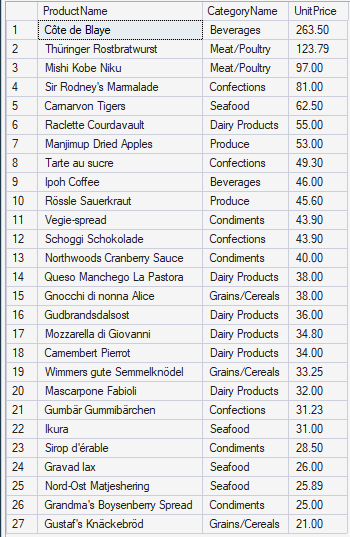 ProductName CategoryName UnitPrice
1 Côte de Blaye Beverages 263.50
2 Thüringer Rostbratwurst Meat/Poultry 123.79
3 Mishi Kobe Niku Meat/Poultry 97.00
4 Sir Rodney's Marmalade Confections 81.00
5 Carnarvon Tigers Seafood 62.50
6 Raclette Courdavault Dairy Products 55.00
7 Manjimup Dried Apples Produce 53.00
8 Tarte au sucre Confections 49.30
9 Ipoh Coffee Beverages 46.00
10 Rössle Sauerkraut Produce 45.60
11 Vegie-spread Condiments 43.90
12 Schoggi Schokolade Confections 43.90
13 Northwoods Cranberry Sauce Condiments 40.00
14 Queso Manchego La Pastora Dairy Products 38.00
15 Gnocchi di nonna Alice Grains/Cereals 38.00
16 Gudbrandsdalsost Dairy Products 36.00
17 Mozzarella di Giovanni Dairy Products 34.80
18 Camembert Pierrot Dairy Products 34.00
19 Wimmers gute Semmelknödel Grains/Cereals 33.25
20 Mascarpone Fabioli Dairy Products 32.00
21 Gumbär Gummibärchen Confections 31.23
22 Ikura Seafood 31.00
23 Sirop d'érable Condiments 28.50
24 Gravad lax Seafood 26.00
25 Nord-Ost Matjeshering Seafood 25.89
26 Grandma's Boysenberry Spread Condiments 25.00
27 Gustaf's Knäckebröd Grains/Cereals 21.00